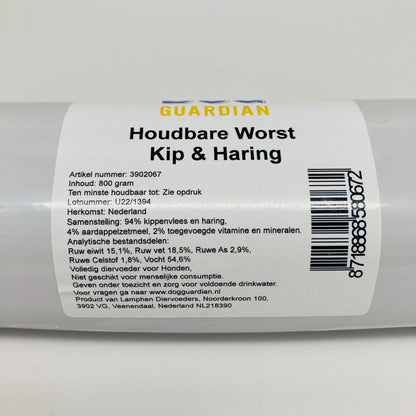 GUARDIAN
Houdbare Worst
Kip & Haring
Artikel nummer: 3902067
Inhoud: 800 gram
Ten minste houdbaar tot: Zie opdruk
Lotnummer: U22/1394
Herkomst: Nederland
Samenstelling: 94% kippenvlees en haring,
4% aardappelzetmeel, 2% toegevoegde vitamine en mineralen.
Analytische bestandsdelen:
Ruw eiwit 15,1%, Ruw vet 18,5%, Ruwe As 2,9%,
Ruwe Celstof 1,8%, Vocht 54,6%
Volledig diervoeder voor Honden,
Niet geschikt voor menselijke consumptie.
Geven onder toezicht en zorg voor voldoende drinkwater.
Voor vragen ga naar www.dogguardian.nl
Product van Lamphen Diervoeders, Noorderkroon 100,
3902 VG, Veenendaal, Nederland NL218390
8718868580672